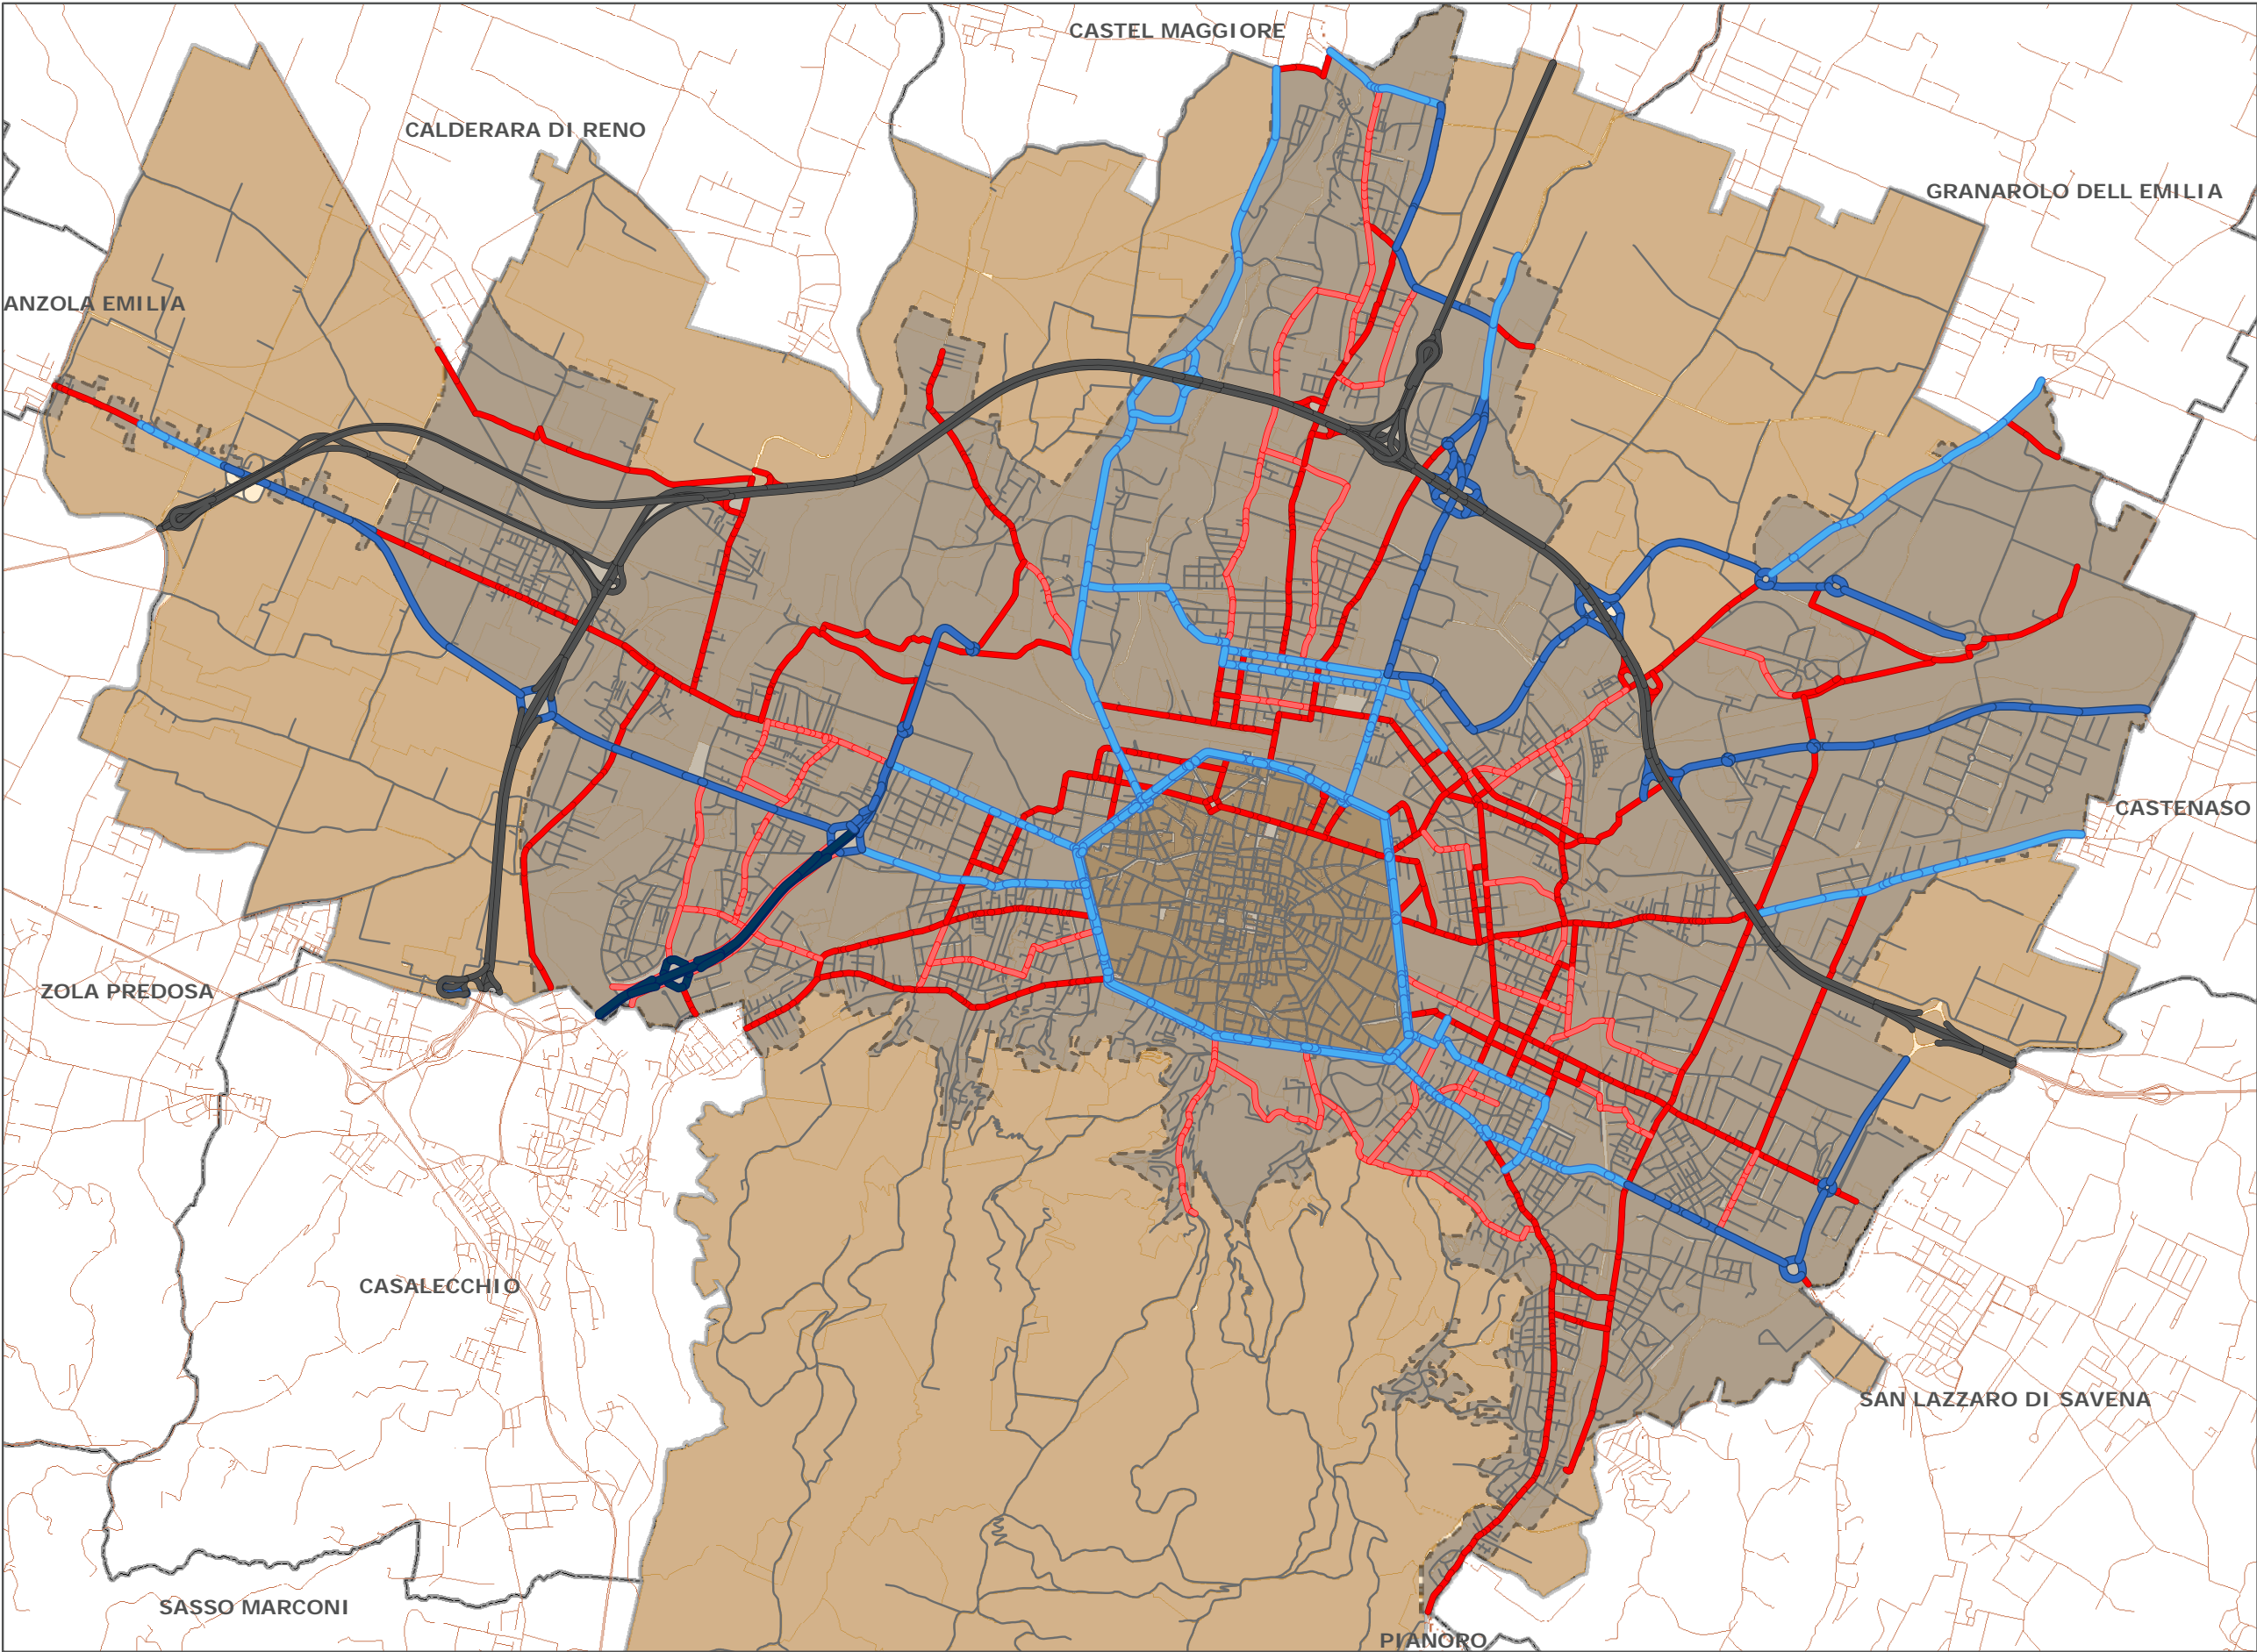 CASTEL MAGGIORE
CALDERARA DI RENO
GRANAROLO DELL EMILIA
ANZOLA EMILIA
CASTENASO
ZOLA PREDOSA
CASALECCHIO
SAN LAZZARO DI SAVENA
SASSO MARCONI
PIANORO